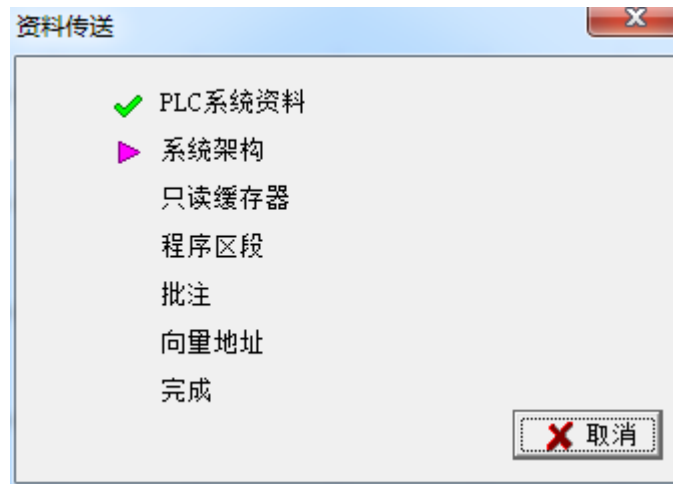 资料传送
PLC系统资料
系统架构
只读缓存器
程序区段
批注
向量地址
完成
取消